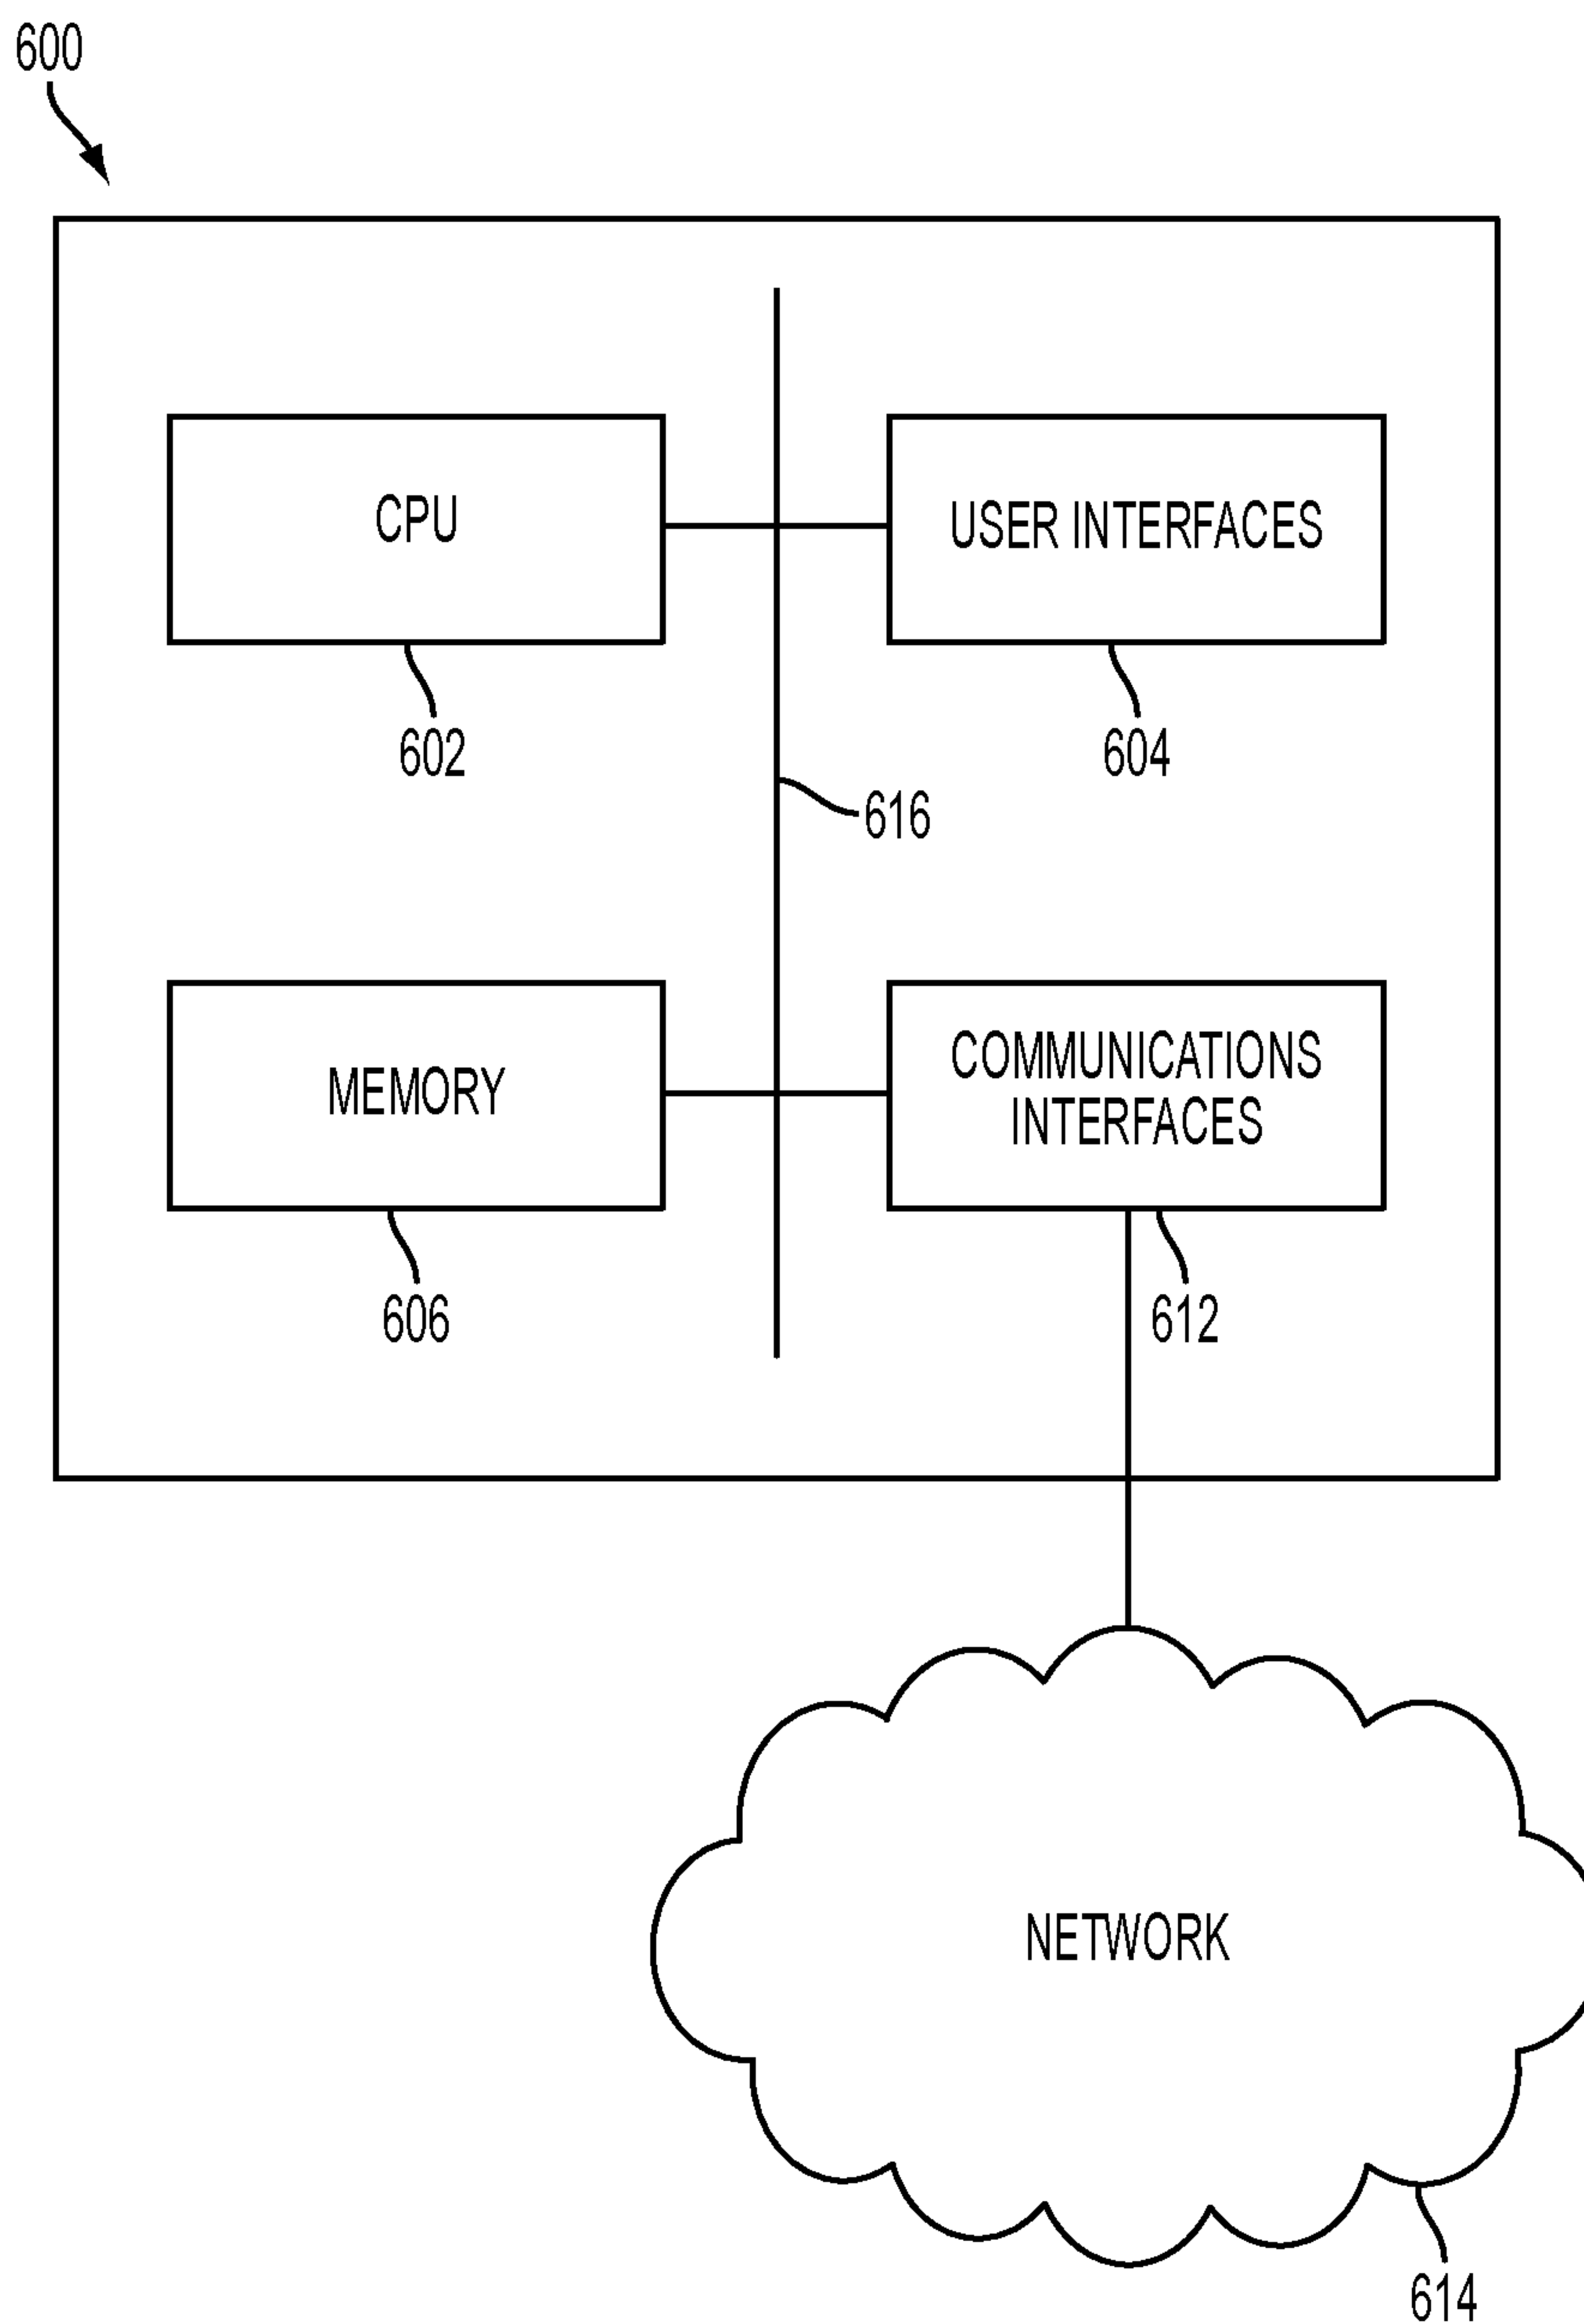 600
CPU
USER INTERFACES
602
604
616
MEMORY
COMMUNICATIONS
INTERFACES
606
612
NETWORK
614